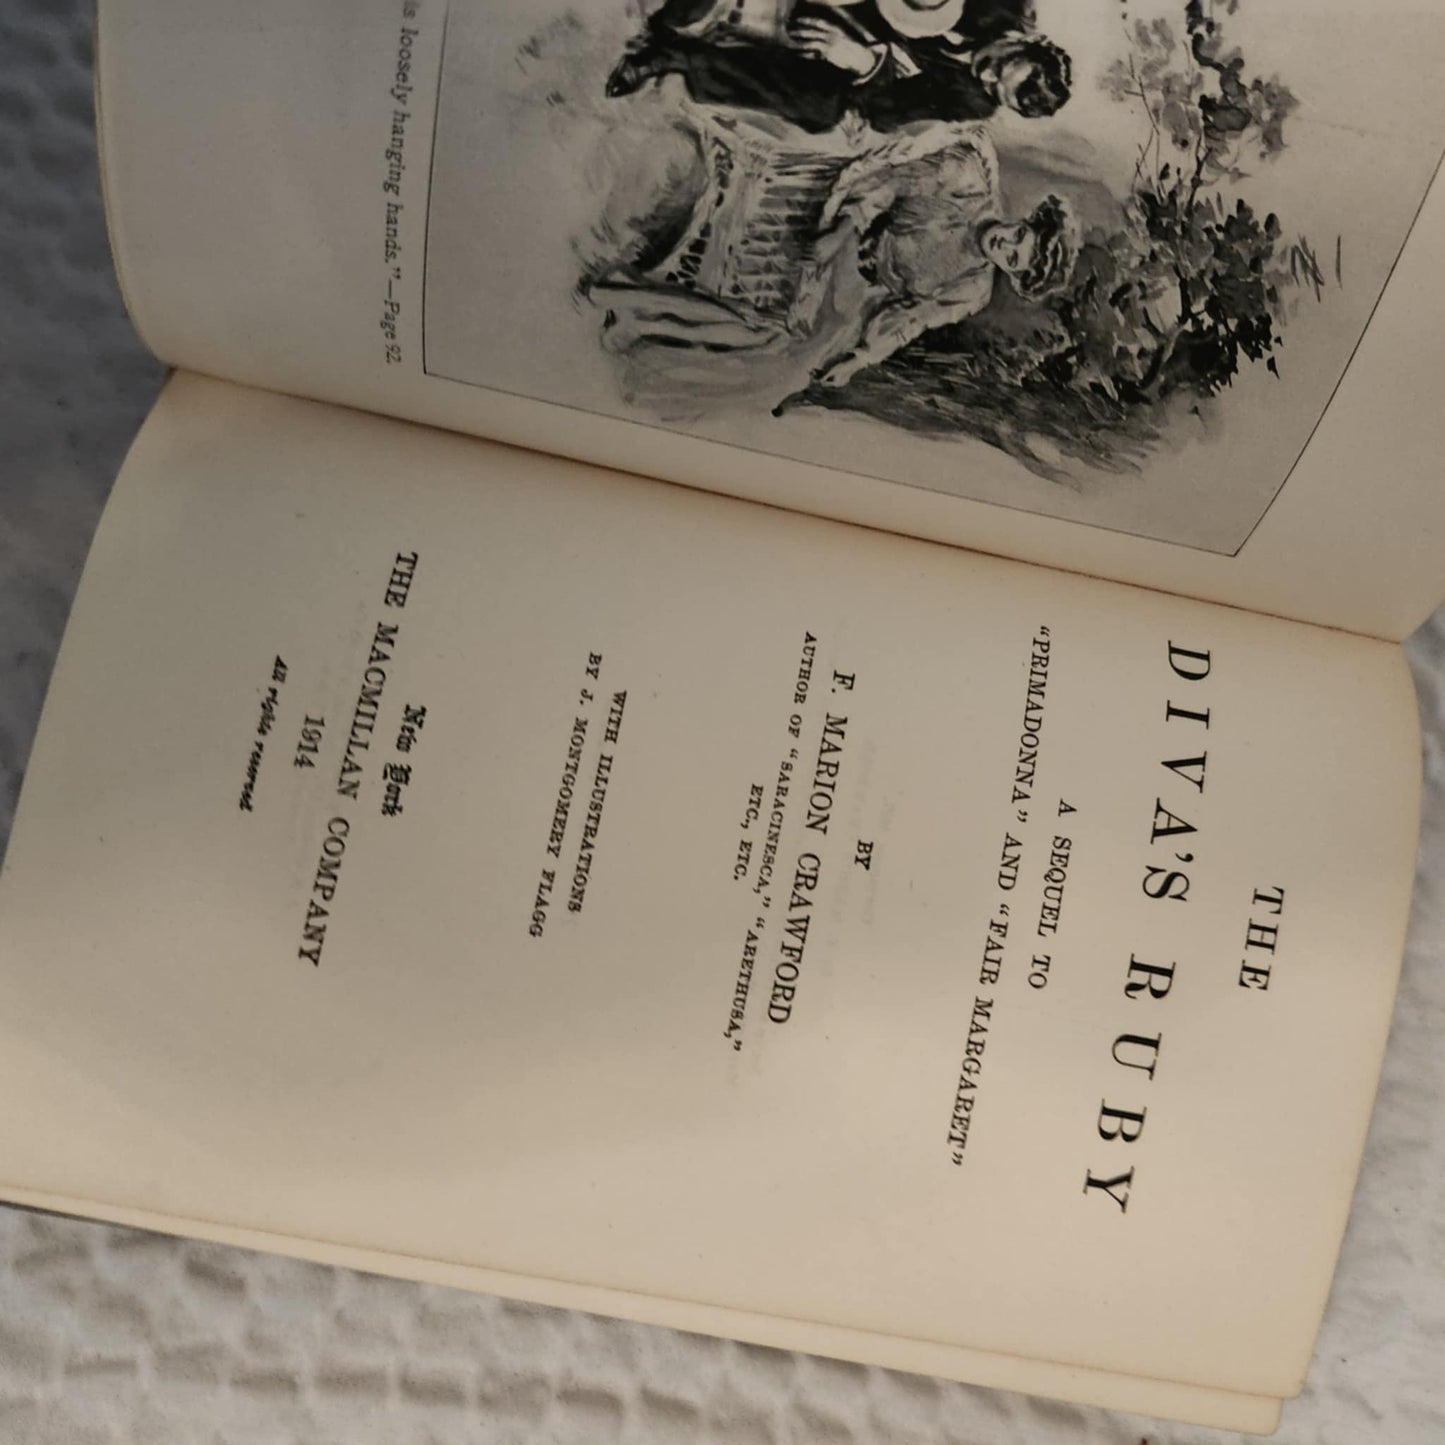 is loosely hanging hands."—Page 92.
THE
DIVA'S RUBY
A SEQUEL TO
"PRIMADONNA" AND "FAIR MARGARET"
BY
F. MARION CRAWFORD
AUTHOR OF "SARACINESCA," "ARETHUSA,"
ETC., ETC.
WITH ILLUSTRATIONS
BY J. MONTGOMERY FLAGG
New York
THE MACMILLAN COMPANY
1914
All rights reserved